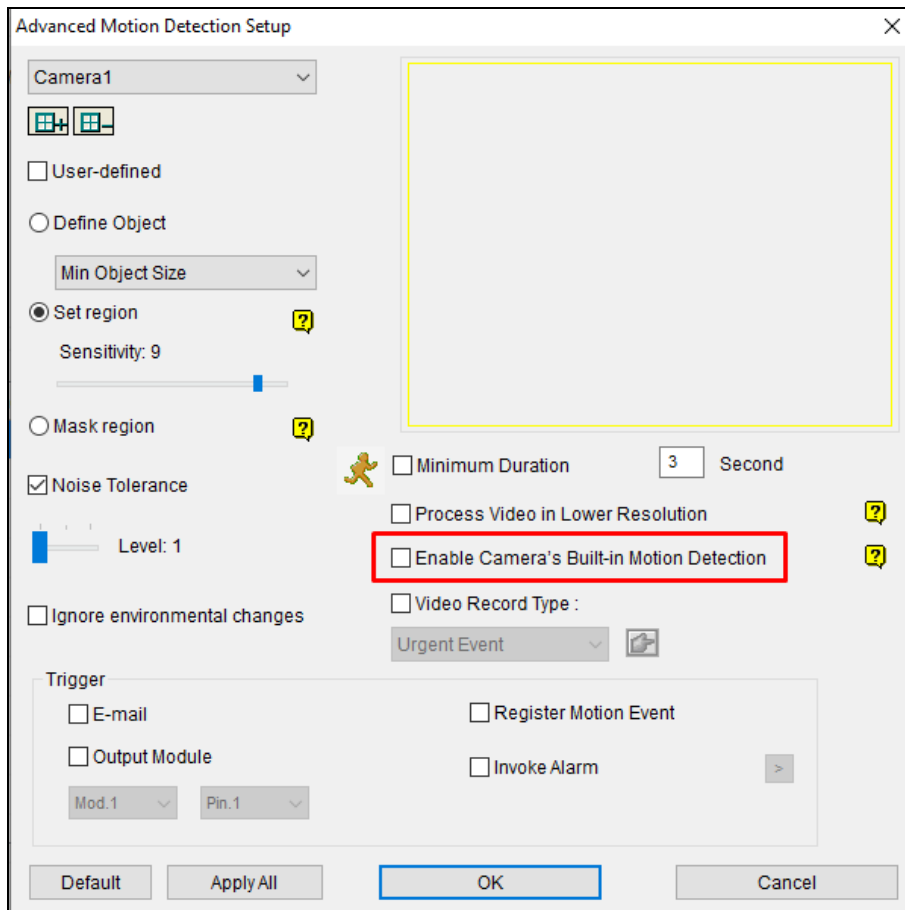 Advanced Motion Detection Setup
Camera1
User-defined
Define Object
Min Object Size
Set region
?
Sensitivity: 9
Mask region
?
Noise Tolerance
Level: 1
Ignore environmental changes
Minimum Duration
3
Second
Process Video in Lower Resolution
?
Enable Camera's Built-in Motion Detection
?
Video Record Type :
Urgent Event
Trigger
E-mail
Output Module
Mod.1
Pin.1
Register Motion Event
Invoke Alarm
>
Default
Apply All
OK
Cancel